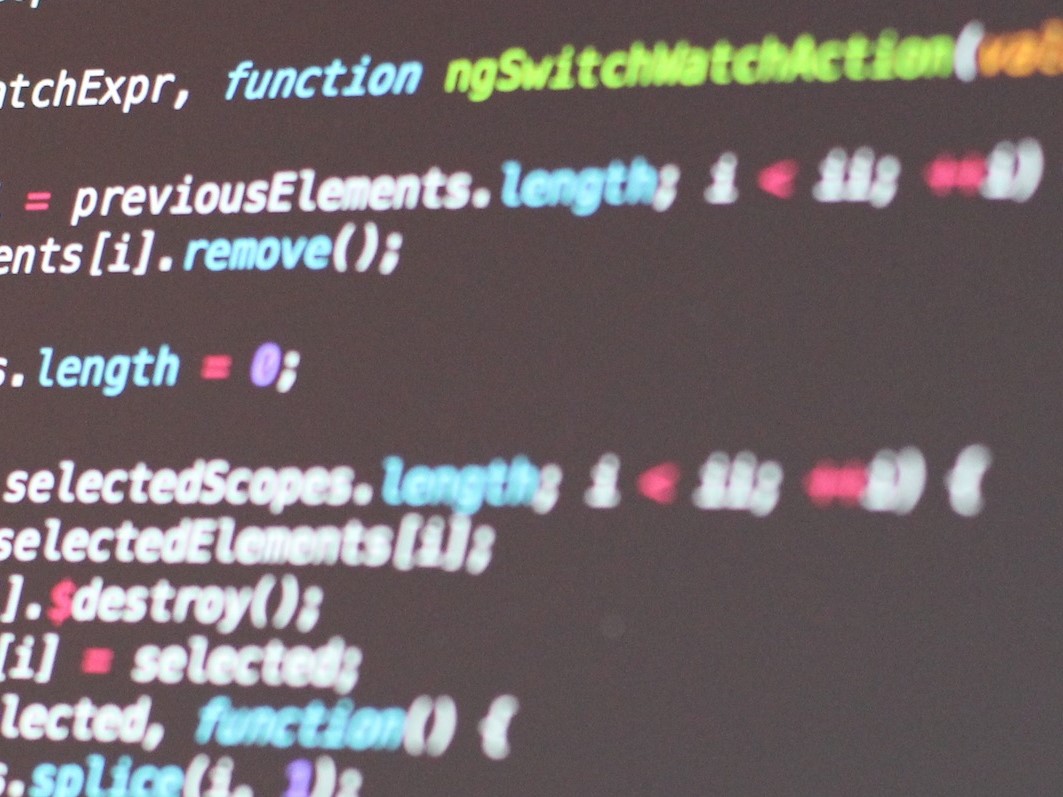 atchExpr, function ngSwitchWatchAction(val
= previousElements.length; i < ii; ++i)
ents[i].remove();
s.length = 0;
selectedScopes.length; i < ii; ++i) {
selectedElements[i];
].$destroy();
[i] = selected;
lected, function() {
s.splice(i, 1);